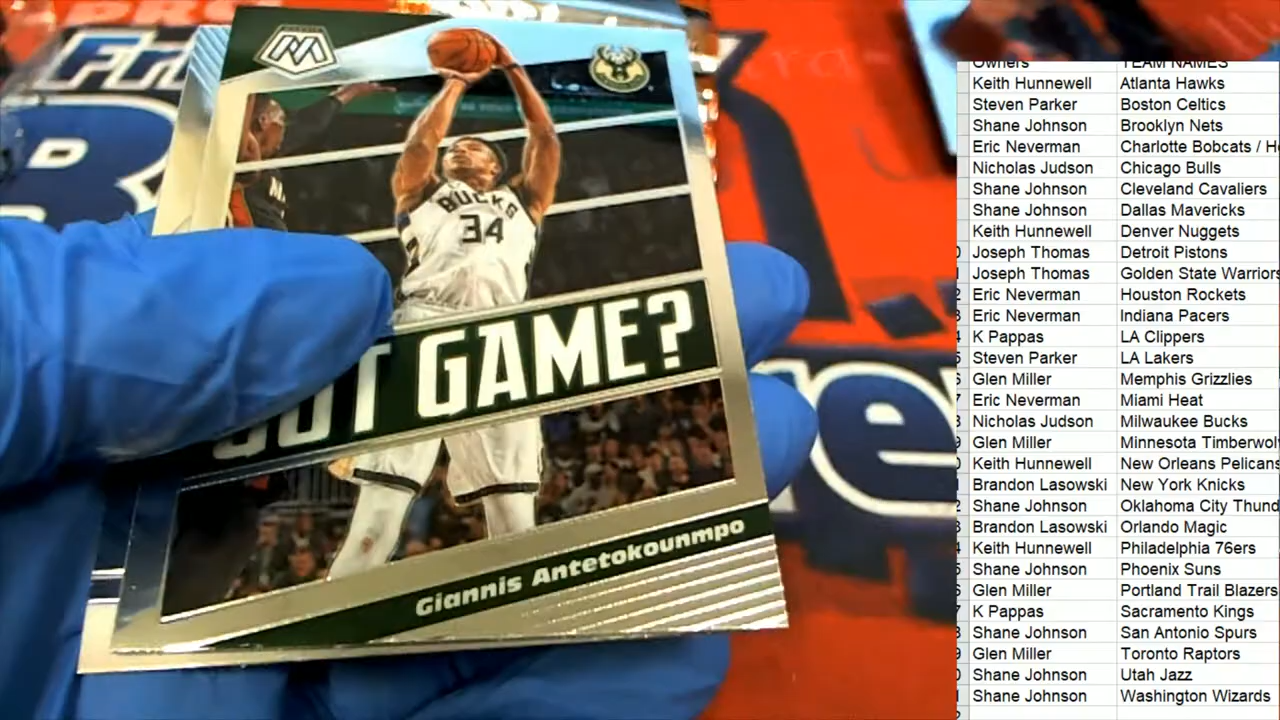 BUCKS
34
GOT GAME?
Giannis Antetokounmpo
Owners TEAM NAMES
Keith Hunnewell Atlanta Hawks
Steven Parker Boston Celtics
Shane Johnson Brooklyn Nets
Eric Neverman Charlotte Bobcats / Ho
Nicholas Judson Chicago Bulls
Shane Johnson Cleveland Cavaliers
Shane Johnson Dallas Mavericks
Keith Hunnewell Denver Nuggets
Joseph Thomas Detroit Pistons
Joseph Thomas Golden State Warriors
Eric Neverman Houston Rockets
Eric Neverman Indiana Pacers
K Pappas LA Clippers
Steven Parker LA Lakers
Glen Miller Memphis Grizzlies
Eric Neverman Miami Heat
Nicholas Judson Milwaukee Bucks
Glen Miller Minnesota Timberwol
Keith Hunnewell New Orleans Pelicans
Brandon Lasowski New York Knicks
Shane Johnson Oklahoma City Thund
Brandon Lasowski Orlando Magic
Keith Hunnewell Philadelphia 76ers
Shane Johnson Phoenix Suns
Glen Miller Portland Trail Blazers
K Pappas Sacramento Kings
Shane Johnson San Antonio Spurs
Glen Miller Toronto Raptors
Shane Johnson Utah Jazz
Shane Johnson Washington Wizards